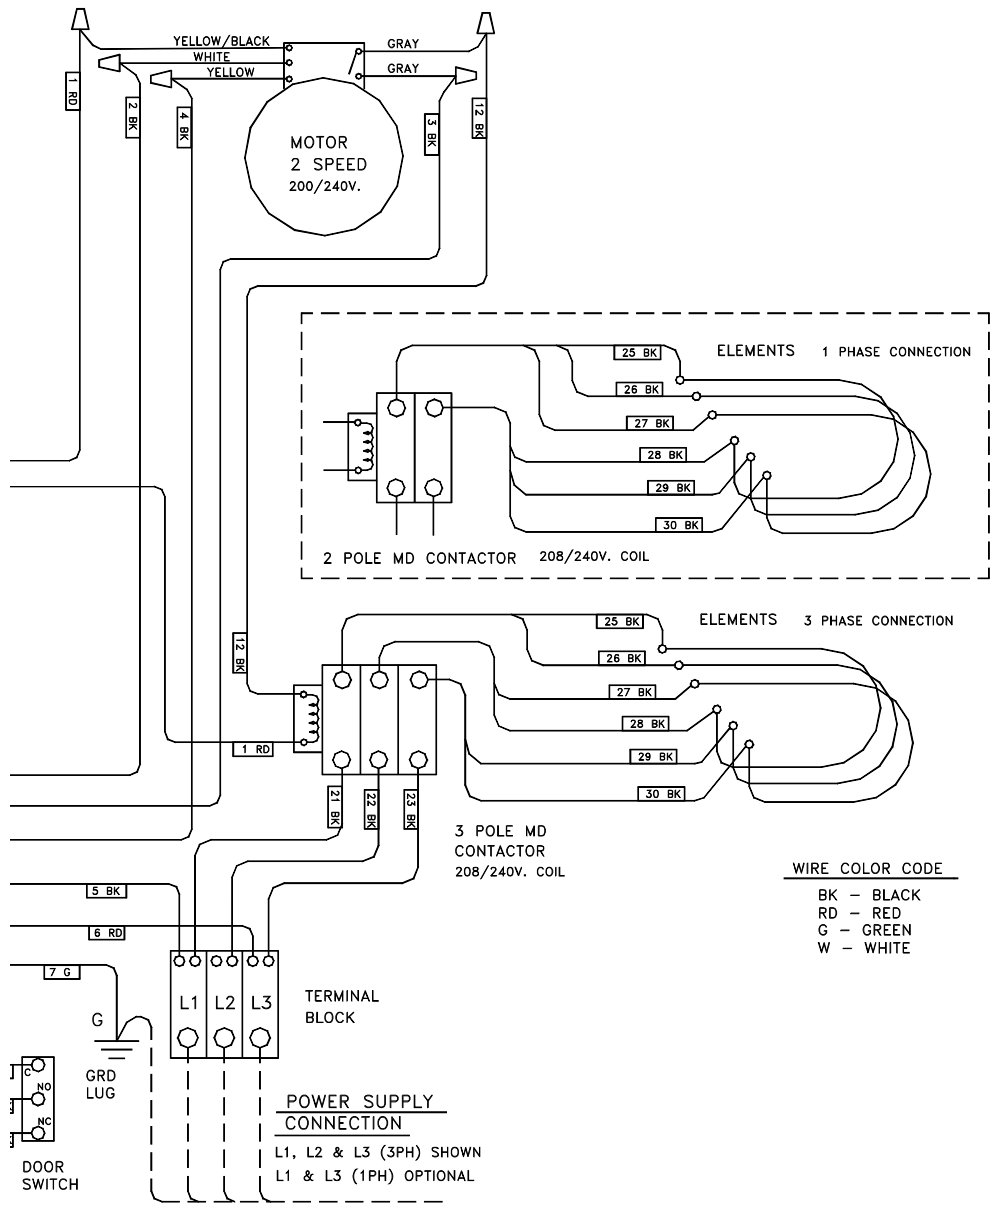 YELLOW/BLACK
WHITE
YELLOW
GRAY
GRAY
1 RD
2 BK
4 BK
3 BK
12 BK
MOTOR
2 SPEED
200/240V.
25 BK
ELEMENTS 1 PHASE CONNECTION
26 BK
27 BK
28 BK
29 BK
30 BK
2 POLE MD CONTACTOR 208/240V. COIL
25 BK
ELEMENTS 3 PHASE CONNECTION
12 BK
26 BK
27 BK
28 BK
1 RD
29 BK
30 BK
21 BK
22 BK
23 BK
3 POLE MD
CONTACTOR
208/240V. COIL
WIRE COLOR CODE
BK – BLACK
RD – RED
G – GREEN
W – WHITE
5 BK
6 RD
7 G
L1 L2 L3
TERMINAL
BLOCK
G
GRD
LUG
C
NO
NC
DOOR
SWITCH
POWER SUPPLY
CONNECTION
L1, L2 & L3 (3PH) SHOWN
L1 & L3 (1PH) OPTIONAL